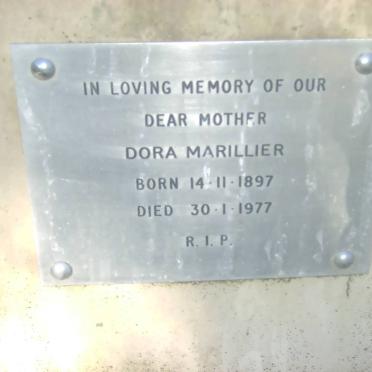 IN LOVING MEMORY OF OUR
DEAR MOTHER
DORA MARILLIER
BORN 14·11·1897
DIED 30·1·1977
R.I.P.